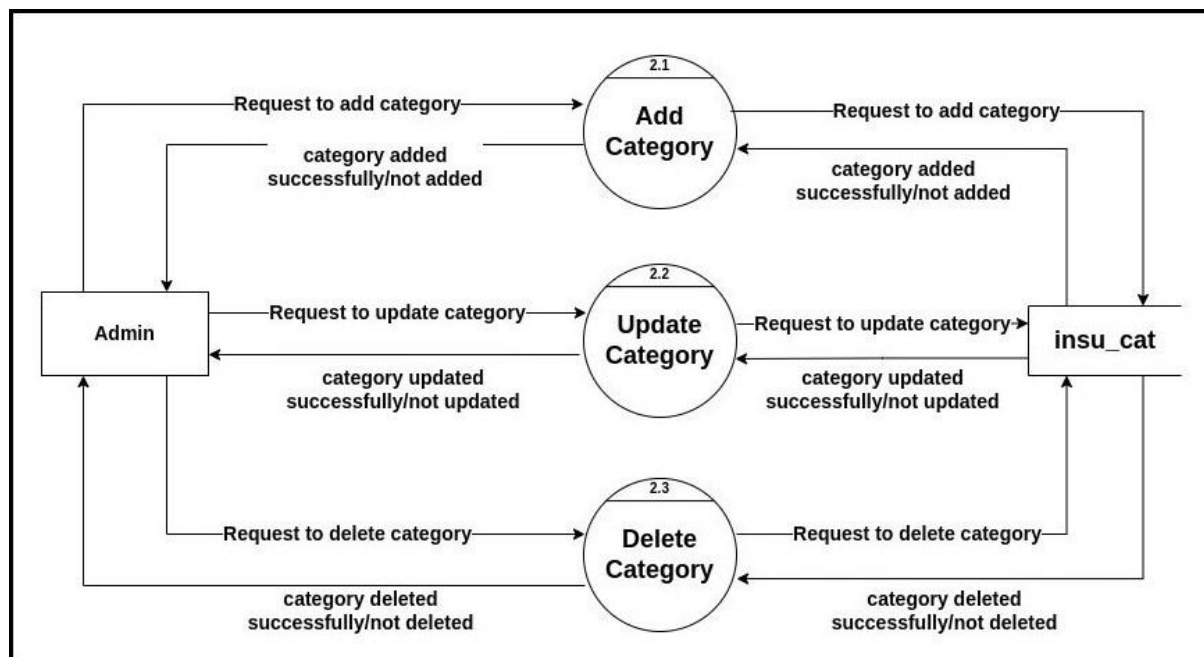 2.1
Add
Category
Request to add category
Request to add category
category added
successfully/not added
category added
successfully/not added
Admin
Request to update category
2.2
Update
Category
Request to update category
insu_cat
category updated
successfully/not updated
category updated
successfully/not updated
2.3
Delete
Category
Request to delete category
Request to delete category
category deleted
successfully/not deleted
category deleted
successfully/not deleted